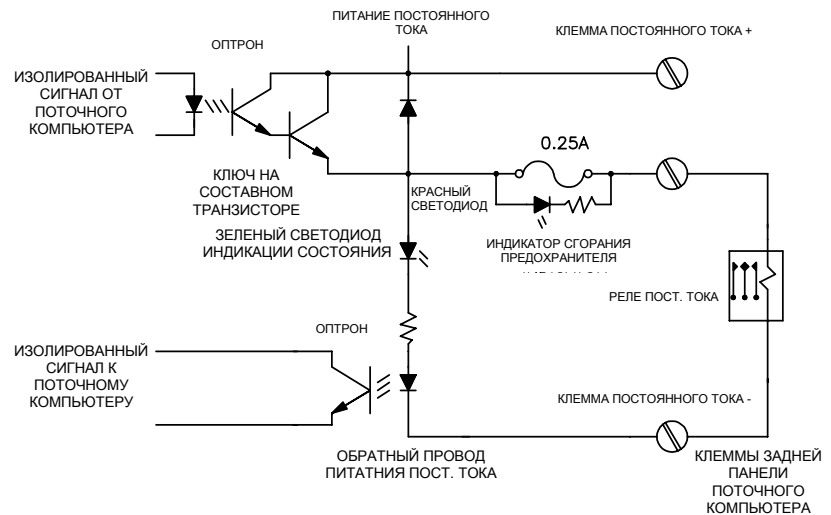 ПИТАНИЕ ПОСТОЯННОГО
ТОКА
КЛЕММА ПОСТОЯННОГО ТОКА +
ОПТРОН
ИЗОЛИРОВАННЫЙ
СИГНАЛ ОТ
ПОТОЧНОГО
КОМПЬЮТЕРА
0.25A
КЛЮЧ НА
СОСТАВНОМ
ТРАНЗИСТОРЕ
КРАСНЫЙ
СВЕТОДИОД
ЗЕЛЕНЫЙ СВЕТОДИОД
ИНДИКАЦИИ СОСТОЯНИЯ
ИНДИКАТОР СГОРАНИЯ
ПРЕДОХРАНИТЕЛЯ
РЕЛЕ ПОСТ. ТОКА
ОПТРОН
ИЗОЛИРОВАННЫЙ
СИГНАЛ К
ПОТОЧНОМУ
КОМПЬЮТЕРУ
КЛЕММА ПОСТОЯННОГО ТОКА -
ОБРАТНЫЙ ПРОВОД
ПИТАТНИЯ ПОСТ. ТОКА
КЛЕММЫ ЗАДНЕЙ
ПАНЕЛИ
ПОТОЧНОГО
КОМПЬЮТЕРА